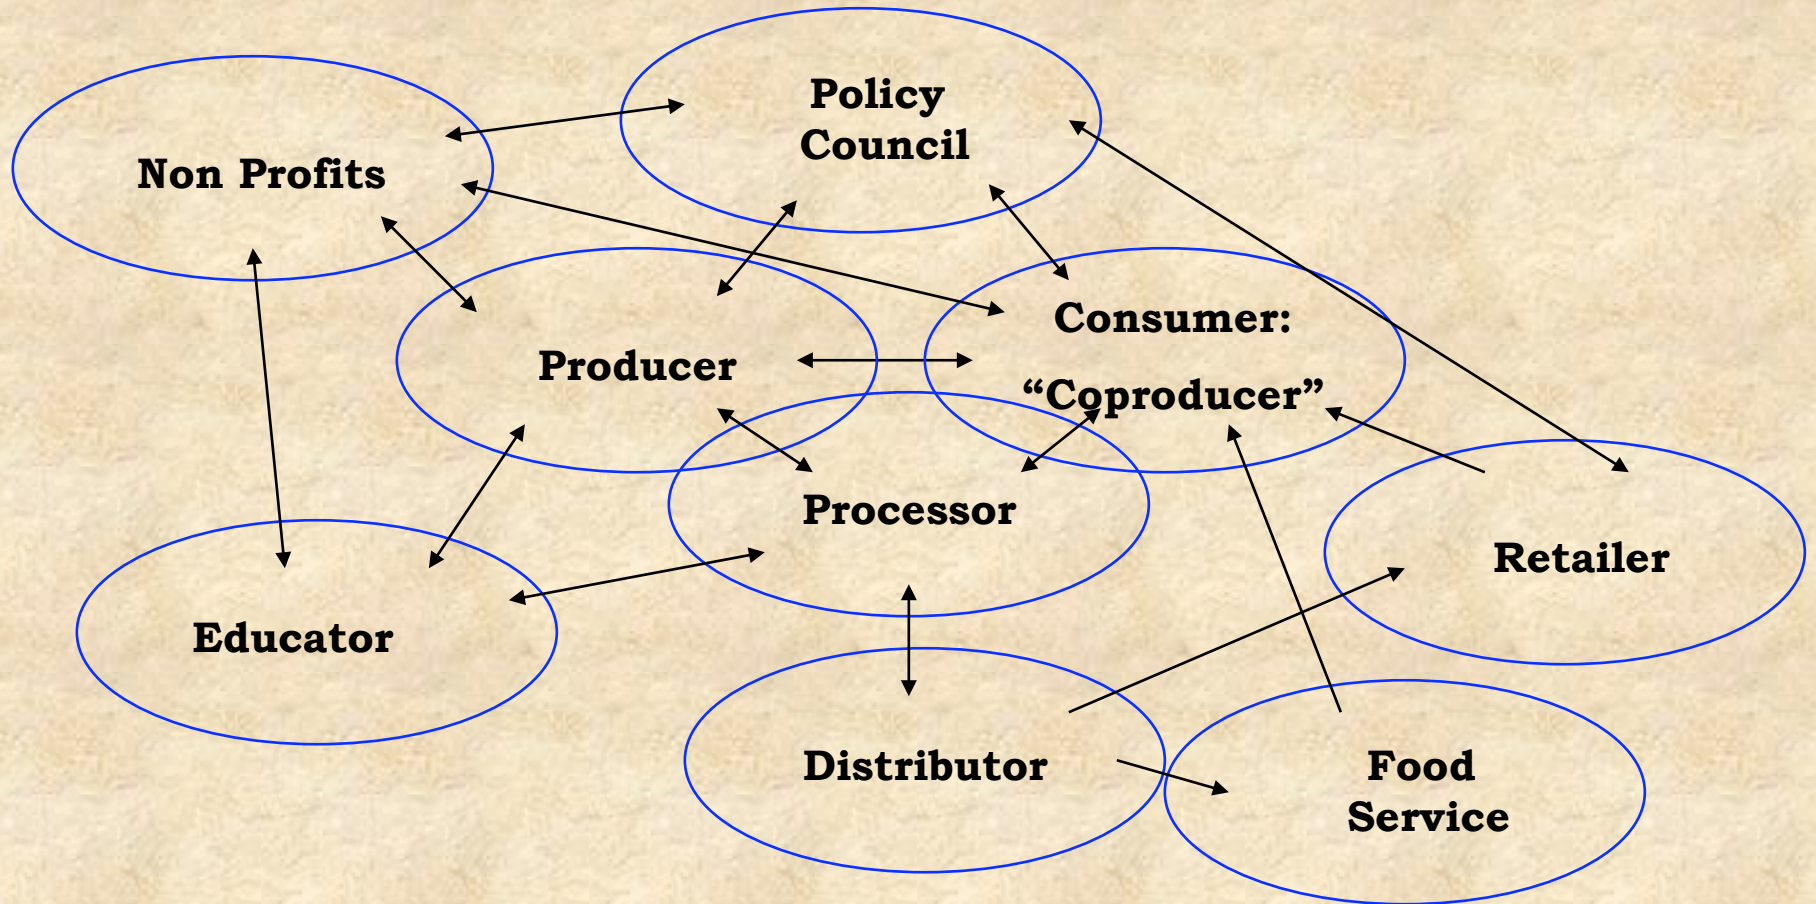 Policy
Council
Non Profits
Consumer:
Producer
“Coproducer”
Processor
Retailer
Educator
Distributor
Food
Service